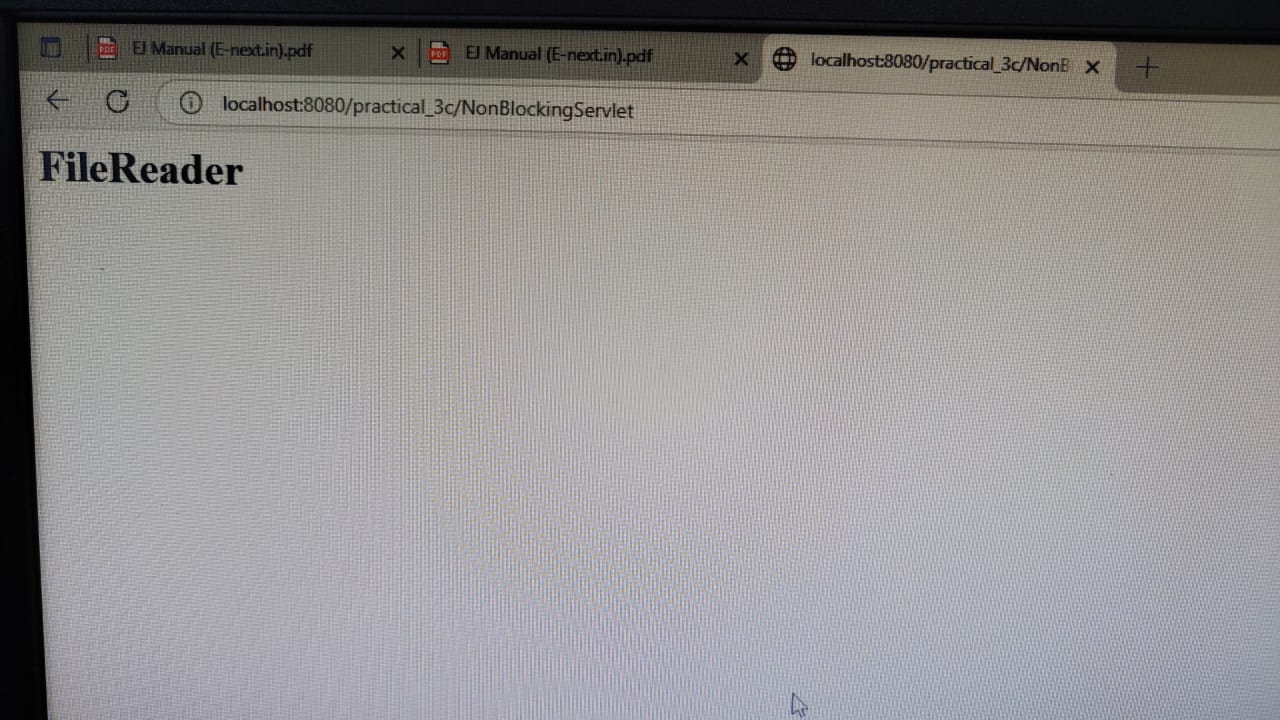 EJ Manual (E-next.in).pdf
EJ Manual (E-next.in).pdf
localhost:8080/practical_3c/NonB
localhost:8080/practical_3c/NonBlockingServlet
FileReader